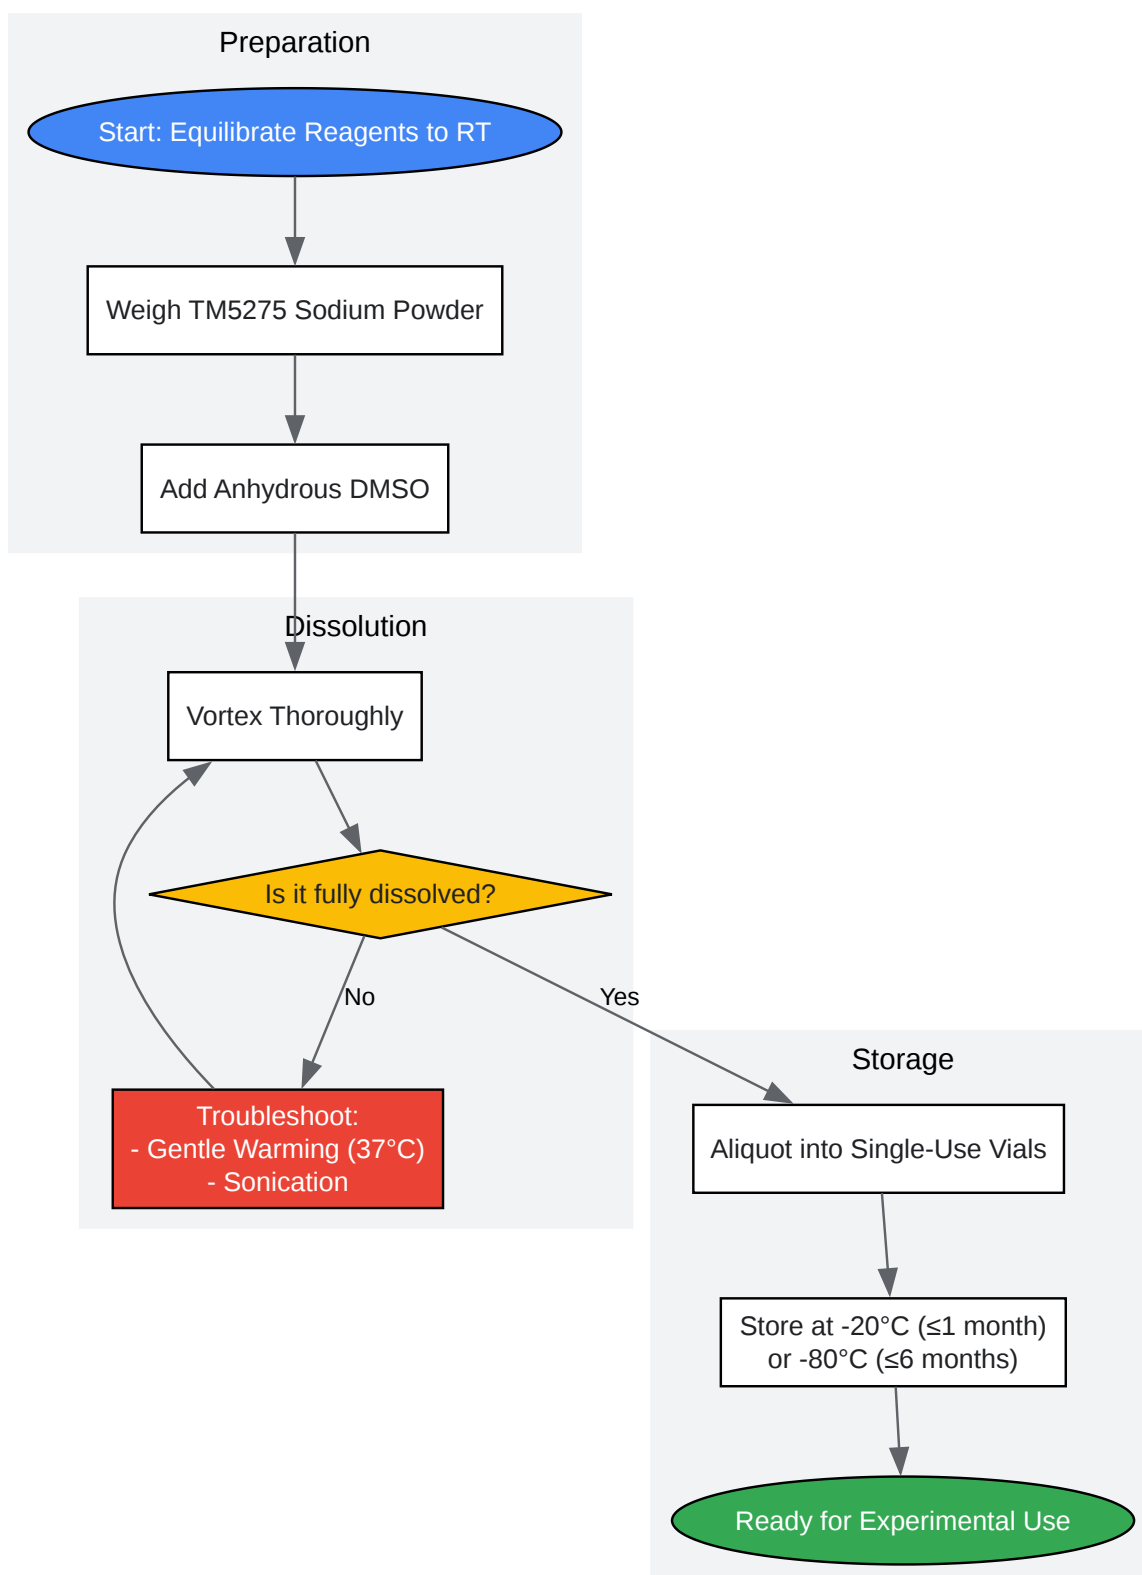 Preparation
Start: Equilibrate Reagents to RT
Weigh TM5275 Sodium Powder
Add Anhydrous DMSO
Dissolution
Vortex Thoroughly
Is it fully dissolved?
No
Yes
Troubleshoot:
- Gentle Warming (37°C)
- Sonication
Storage
Aliquot into Single-Use Vials
Store at -20°C (≤1 month)
or -80°C (≤6 months)
Ready for Experimental Use